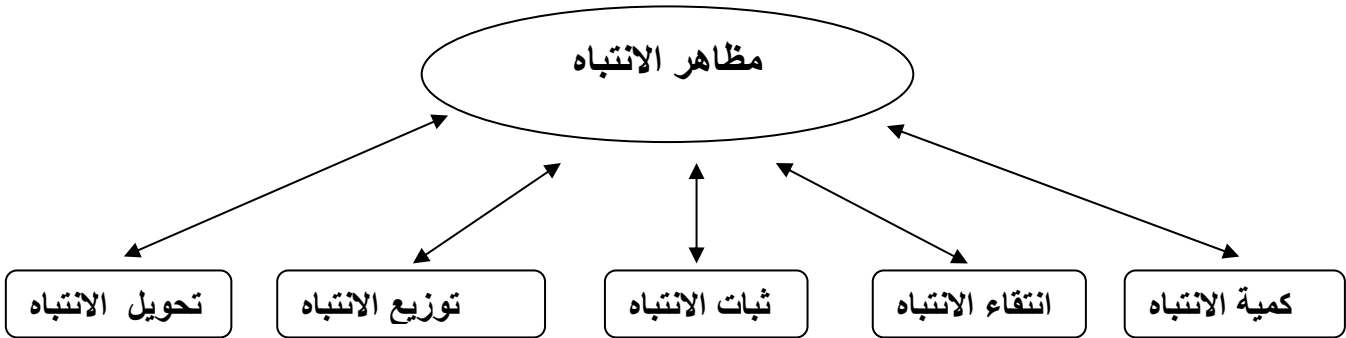 مظاهر الانتباه
كمية الانتباه
انتقاء الانتباه
ثبات الانتباه
توزيع الانتباه
تحويل الانتباه